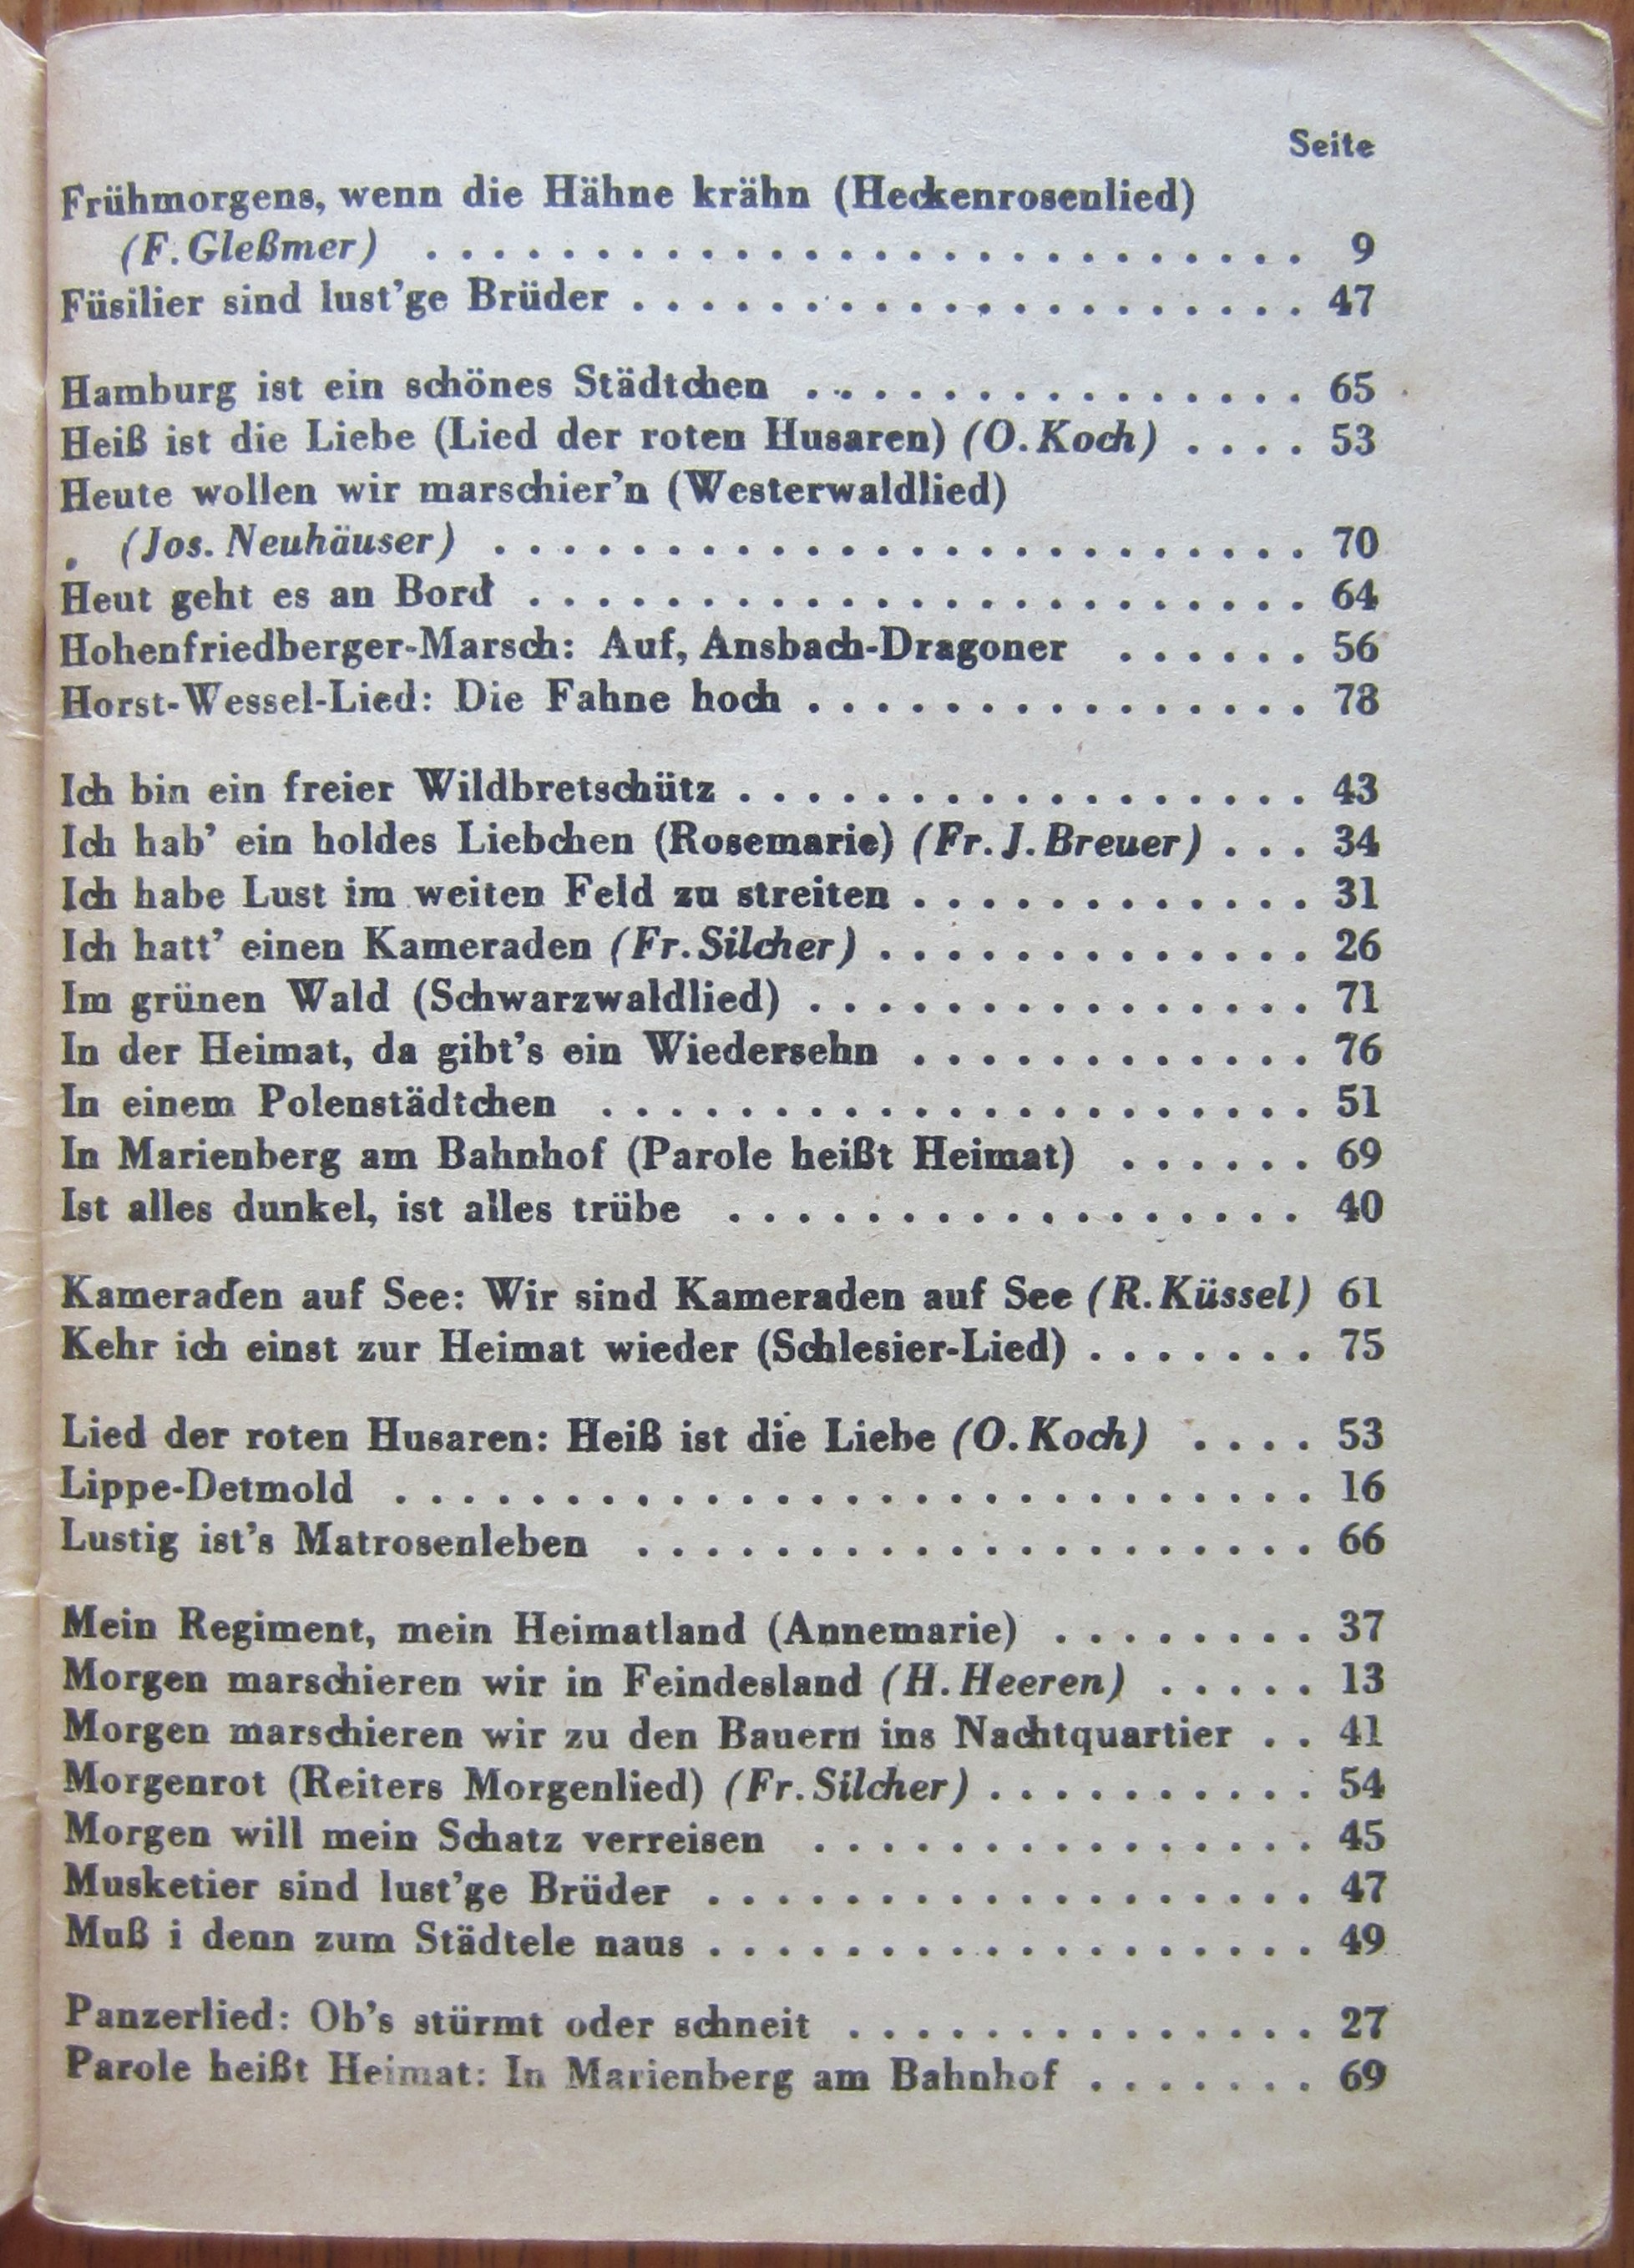 Seite
Frühmorgens, wenn die Hähne krähn (Heckenrosenlied)
(F. Gleßmer) . . . . . . . . . . . . . . . . . . . . . . . . . . 9
Füsilier sind lust'ge Brüder . . . . . . . . . . . . . . . . . . . . 47
Hamburg ist ein schönes Städtchen . . . . . . . . . . . . . . . 65
Heiß ist die Liebe (Lied der roten Husaren) (O. Koch) . . . . 53
Heute wollen wir marschier'n (Westerwaldlied)
(Jos. Neuhäuser) . . . . . . . . . . . . . . . . . . . . . . . . 70
Heut geht es an Bord . . . . . . . . . . . . . . . . . . . . . . . 64
Hohenfriedberger-Marsch: Auf, Ansbach-Dragoner . . . . . . 56
Horst-Wessel-Lied: Die Fahne hoch . . . . . . . . . . . . . . . 78
Ich bin ein freier Wildbretschütz . . . . . . . . . . . . . . . . . 43
Ich hab' ein holdes Liebchen (Rosemarie) (Fr. J. Breuer) . . . 34
Ich habe Lust im weiten Feld zu streiten . . . . . . . . . . . . 31
Ich hatt' einen Kameraden (Fr. Silcher) . . . . . . . . . . . . . 26
Im grünen Wald (Schwarzwaldlied) . . . . . . . . . . . . . . . 71
In der Heimat, da gibt's ein Wiedersehn . . . . . . . . . . . . 76
In einem Polenstädtchen . . . . . . . . . . . . . . . . . . . . . 51
In Marienberg am Bahnhof (Parole heißt Heimat) . . . . . . 69
Ist alles dunkel, ist alles trübe . . . . . . . . . . . . . . . . . 40
Kameraden auf See: Wir sind Kameraden auf See (R. Küssel) 61
Kehr ich einst zur Heimat wieder (Schlesier-Lied) . . . . . . . 75
Lied der roten Husaren: Heiß ist die Liebe (O. Koch) . . . . 53
Lippe-Detmold . . . . . . . . . . . . . . . . . . . . . . . . . . . 16
Lustig ist's Matrosenleben . . . . . . . . . . . . . . . . . . . . 66
Mein Regiment, mein Heimatland (Annemarie) . . . . . . . . 37
Morgen marschieren wir in Feindesland (H. Heeren) . . . . . 13
Morgen marschieren wir zu den Bauern ins Nachtquartier . . 41
Morgenrot (Reiters Morgenlied) (Fr. Silcher) . . . . . . . . . . 54
Morgen will mein Schatz verreisen . . . . . . . . . . . . . . . 45
Musketier sind lust'ge Brüder . . . . . . . . . . . . . . . . . . 47
Muß i denn zum Städtele naus . . . . . . . . . . . . . . . . . . 49
Panzerlied: Ob's stürmt oder schneit . . . . . . . . . . . . . . 27
Parole heißt Heimat: In Marienberg am Bahnhof . . . . . . . 69